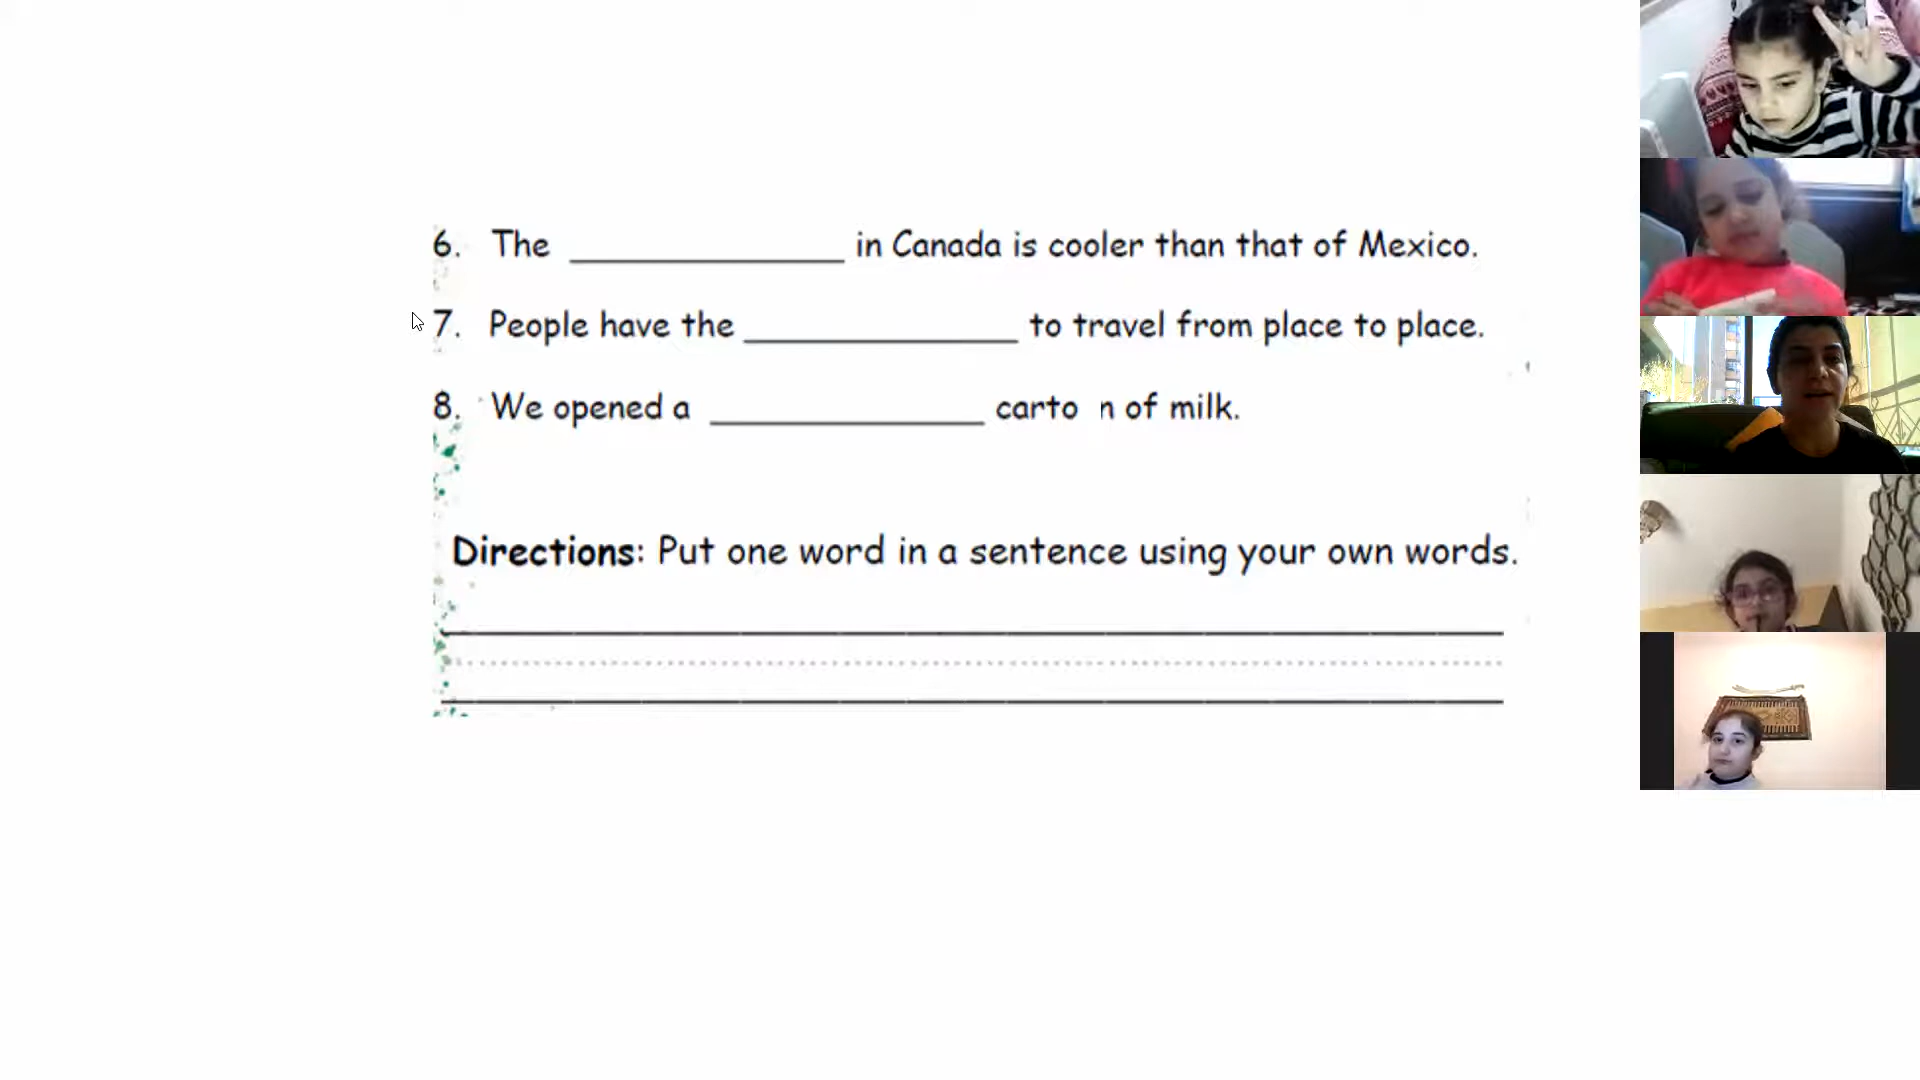 6. The ______________ in Canada is cooler than that of Mexico.
7. People have the ______________ to travel from place to place.
8. We opened a ______________ carto n of milk.
Directions: Put one word in a sentence using your own words.